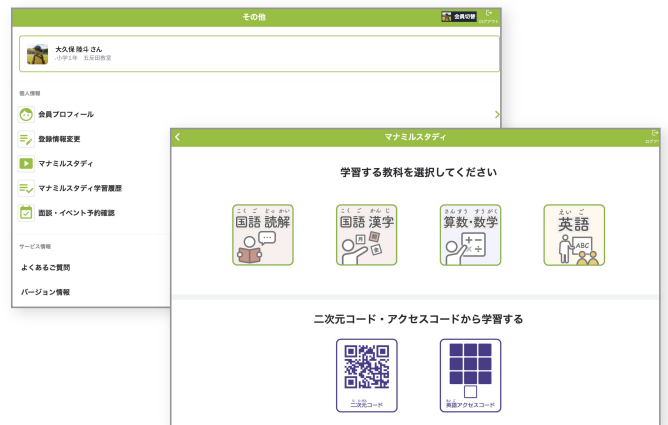 その他
会員切替
ログアウト
大久保 陸斗 さん
小学1年 五反田教室
個人情報
会員プロフィール
登録情報変更
マナミルスタディ
マナミルスタディ学習履歴
面談・イベント予約確認
サービス情報
よくあるご質問
バージョン情報
マナミルスタディ
ログア
学習する教科を選択してください
こくご どっかい
国語 読解
こくご かんじ
国語 漢字
さんすう すうがく
算数・数学
えいご
英語
ABC
二次元コード・アクセスコードから学習する
二次元コード
英語アクセスコード